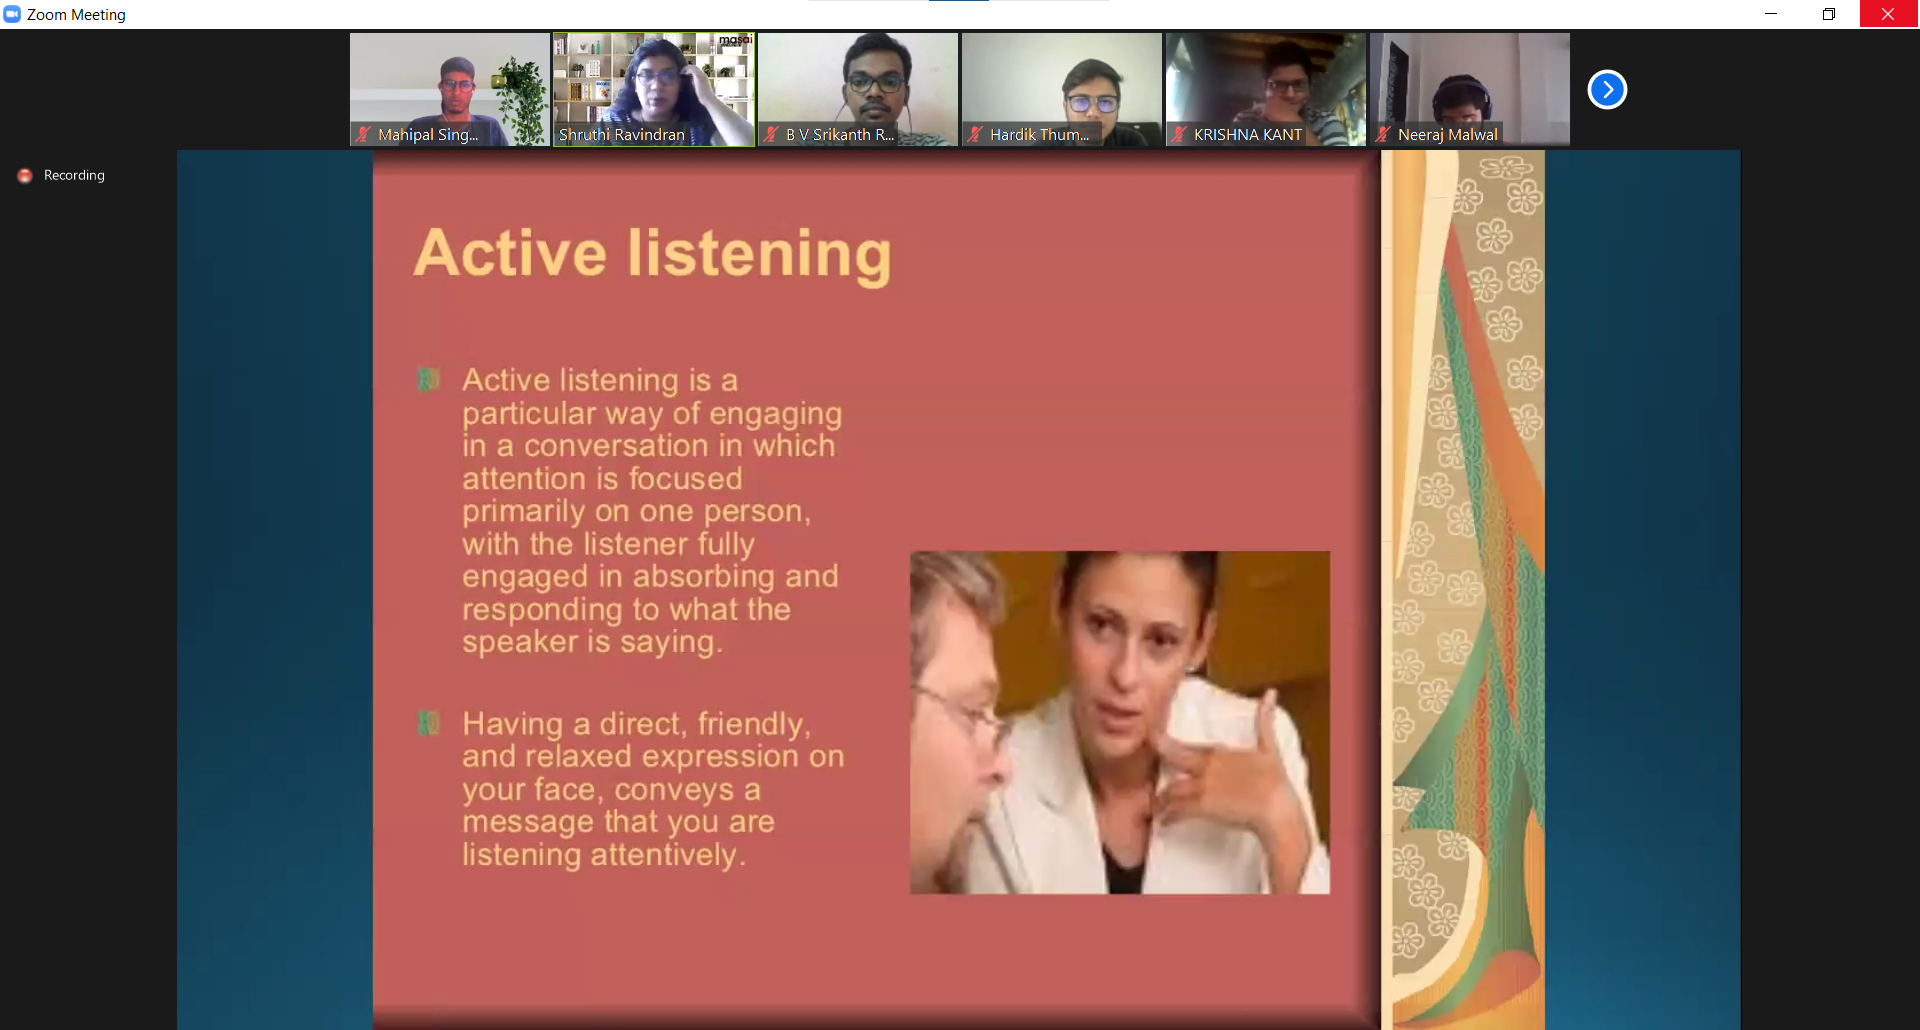 Zoom Meeting
masai
Mahipal Sing...
Shruthi Ravindran
B V Srikanth R...
Hardik Thum...
KRISHNA KANT
Neeraj Malwal
Recording
Active listening
Active listening is a
particular way of engaging
in a conversation in which
attention is focused
primarily on one person,
with the listener fully
engaged in absorbing and
responding to what the
speaker is saying.
Having a direct, friendly,
and relaxed expression on
your face, conveys a
message that you are
listening attentively.